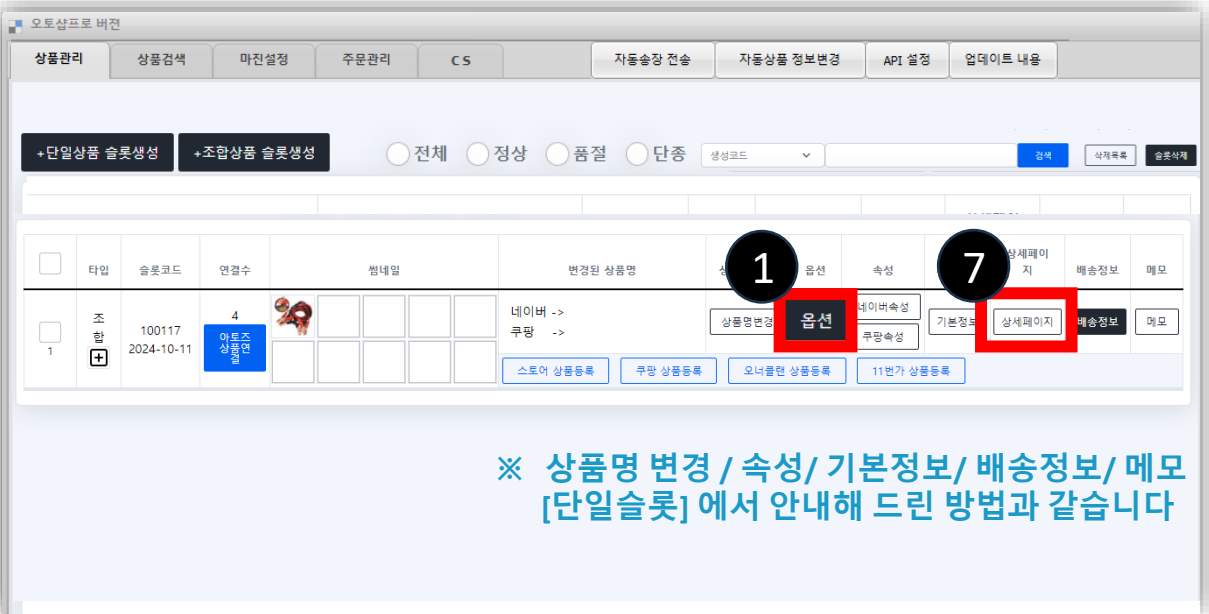 오토샵프로 버젼
상품관리 상품검색 마진설정 주문관리 CS 자동송장 전송 자동상품 정보변경 API 설정 업데이트 내용
+단일상품 슬롯생성 +조합상품 슬롯생성 전체 정상 품절 단종 생성코드 검색 삭제목록 슬롯삭제
타입 슬롯코드 연결수 썸네일 변경된 상품명 옵션 속성 상세페이지 배송정보 메모
1 7
1
조합
100117
2024-10-11
4
아토즈
상품연
결
네이버 ->
쿠팡 ->
상품명변경 옵션 네이버속성 쿠팡속성 기본정보 상세페이지 배송정보 메모
스토어 상품등록 쿠팡 상품등록 오너클랜 상품등록 11번가 상품등록
※ 상품명 변경 / 속성/ 기본정보/ 배송정보/ 메모
[단일슬롯] 에서 안내해 드린 방법과 같습니다